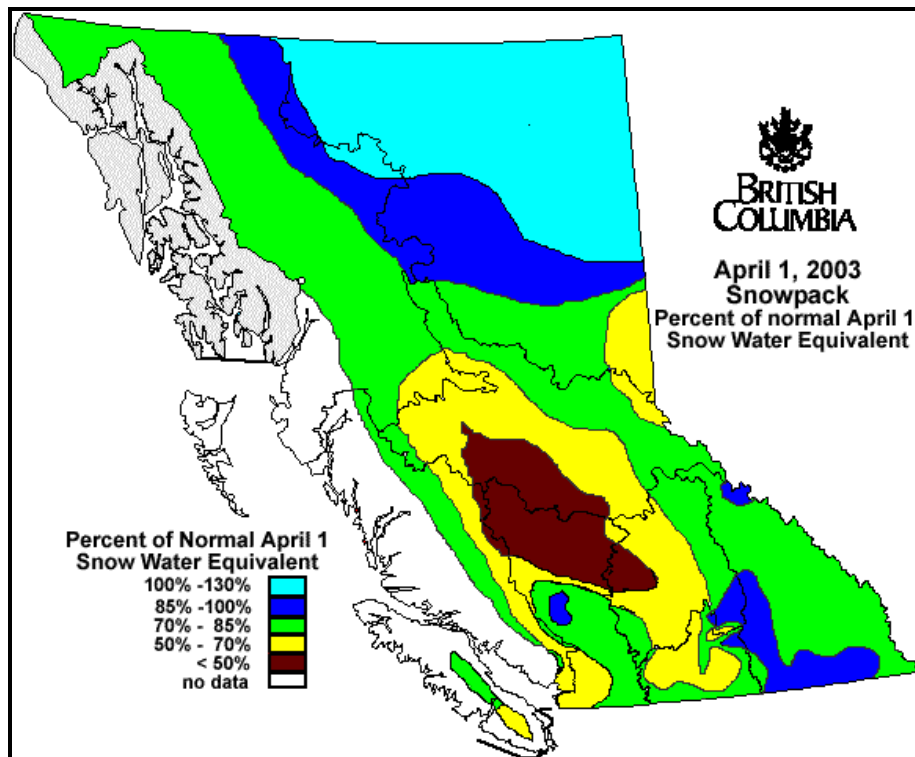 BRITISH
COLUMBIA
April 1, 2003
Snowpack
Percent of normal April 1
Snow Water Equivalent
Percent of Normal April 1
Snow Water Equivalent
100% -130%
85% -100%
70% - 85%
50% - 70%
< 50%
no data